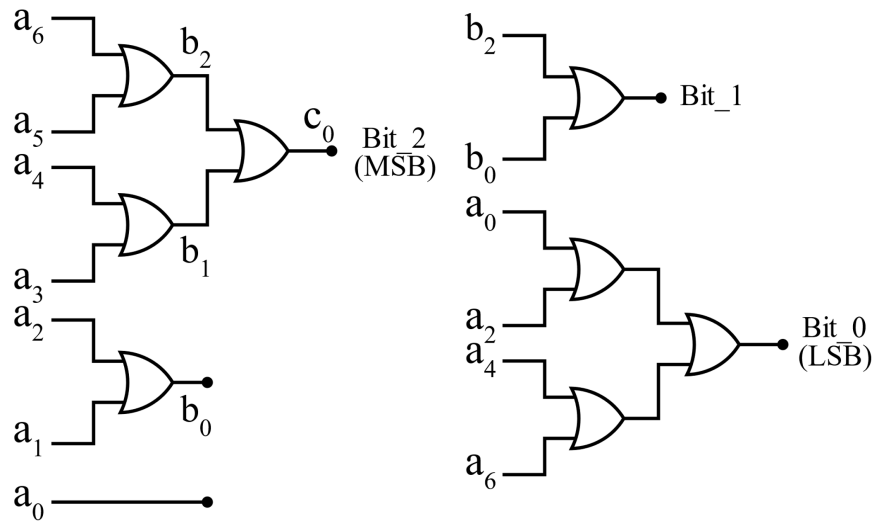 a6
b2
a5
c0
Bit_2
(MSB)
a4
b1
a3
a2
b0
a1
a0
b2
Bit_1
b0
a0
a2
Bit_0
(LSB)
a4
a6